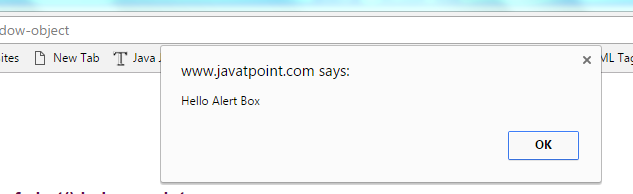 dow-object
ites New Tab Java J ML Tag
www.javatpoint.com says:
Hello Alert Box
OK